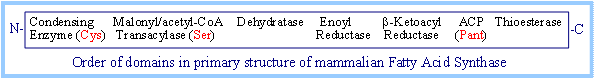 Condensing Malonyl/acetyl-CoA Dehydratase Enoyl β-Ketoacyl ACP Thioesterase
N- Enzyme (Cys) Transacylase (Ser) Reductase Reductase (Pant) -C
Order of domains in primary structure of mammalian Fatty Acid Synthase